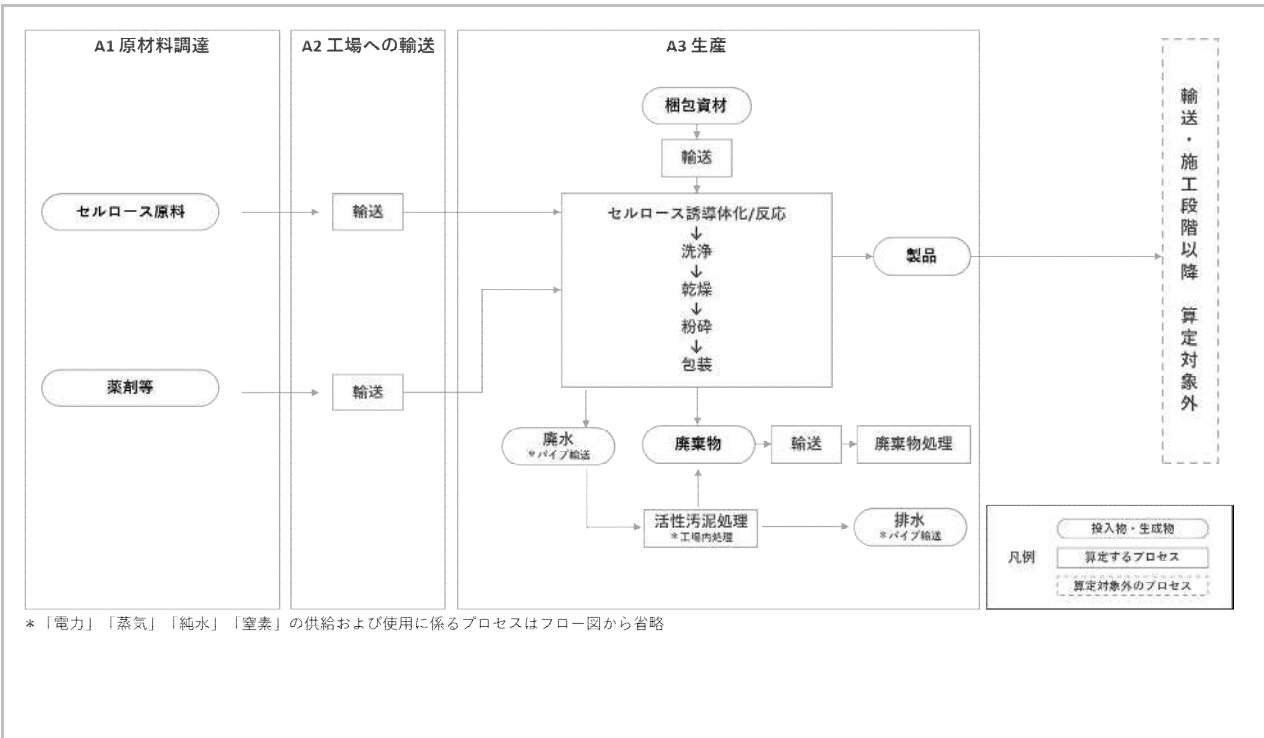 A1 原材料調達
A2 工場への輸送
A3 生産
梱包資材
輸送
セルロース原料
輸送
セルロース誘導体化/反応
↓
洗浄
↓
乾燥
↓
粉砕
↓
包装
製品
輸送・施工段階以降 算定対象外
薬剤等
輸送
廃水
*パイプ輸送
廃棄物
輸送
廃棄物処理
活性汚泥処理
*工場内処理
排水
*パイプ輸送
凡例
投入物・生成物
算定するプロセス
算定対象外のプロセス
*「電力」「蒸気」「純水」「窒素」の供給および使用に係るプロセスはフロー図から省略